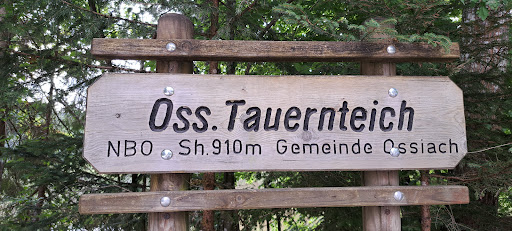 Oss. Tauernteich
NBO Sh. 910m Gemeinde Ossiach